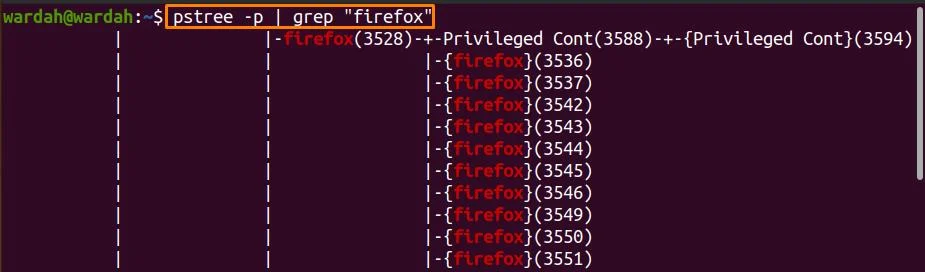 wardah@wardah:~$ pstree -p | grep "firefox"
           |               |-firefox(3528)-+-Privileged Cont(3588)-+-{Privileged Cont}(3594)
           |               |               |-{firefox}(3536)
           |               |               |-{firefox}(3537)
           |               |               |-{firefox}(3542)
           |               |               |-{firefox}(3543)
           |               |               |-{firefox}(3544)
           |               |               |-{firefox}(3545)
           |               |               |-{firefox}(3546)
           |               |               |-{firefox}(3549)
           |               |               |-{firefox}(3550)
           |               |               |-{firefox}(3551)